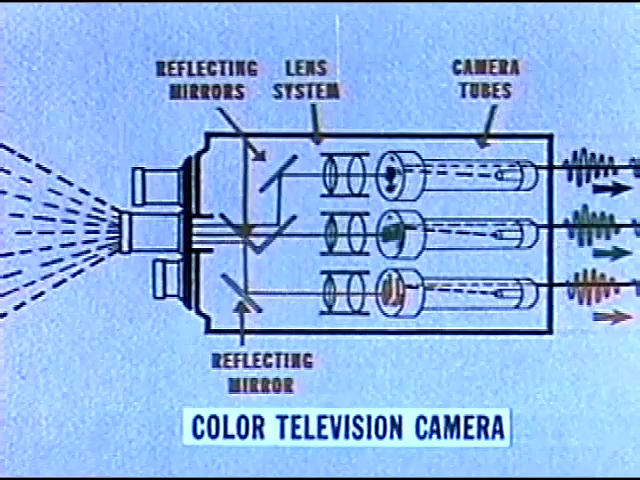 REFLECTING
MIRRORS
LENS
SYSTEM
CAMERA
TUBES
REFLECTING
MIRROR
COLOR TELEVISION CAMERA